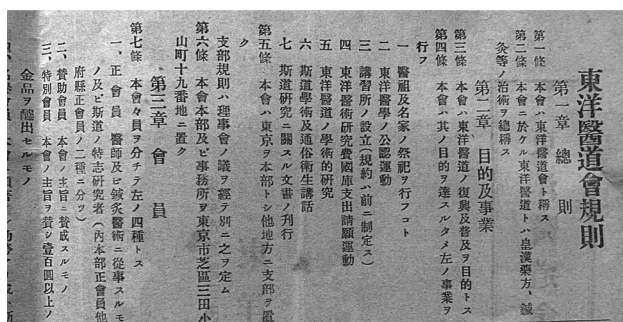 東洋醫道會規則
第一章 總則
第一條 本會ハ東洋醫道會ト稱ス
第二條 本會ニ於ケル東洋醫道トハ皇漢藥方、鍼
灸等ノ治術ヲ總稱ス
第二章 目的及事業
第三條 本會ハ東洋醫道ノ復興及普及ヲ目的トス
第四條 本會ハ其ノ目的ヲ達スルタメ左ノ事業ヲ
行フ
一 醫祖及名家ノ祭祀ヲ行フコト
二 東洋醫學ノ公認運動
三 講習所ノ設立(規約ハ前ニ制定ス)
四 東洋醫術研究費國庫支出請願運動
五 東洋醫道ノ學術的研究
六 斯道學術及通俗衛生講話
七 斯道研究ニ關スル文書ノ刊行
第五條 本會ハ東京ヲ本部トシ他地方ニ支部ヲ置
ク
支部規則ハ理事會ノ議ヲ經テ別ニ之ヲ定ム
第六條 本會本部及ビ事務所ヲ東京市芝區三田小
山町十九番地ニ置ク
第三章 會員
第七條 本會々員ヲ分チテ左ノ四種トス
一、正會員 醫師及ビ鍼灸醫術ニ從事スルモ
ノ及ビ斯道ノ特志研究者(內本部正會員他
府縣正會員ノ二種ニ分ツ)
二、贊助會員 本會ノ主旨ニ贊成スルモノ
三、特別會員 本會ノ主旨ヲ贊シ壹百圓以上ノ
金品ヲ醵出セルモノ